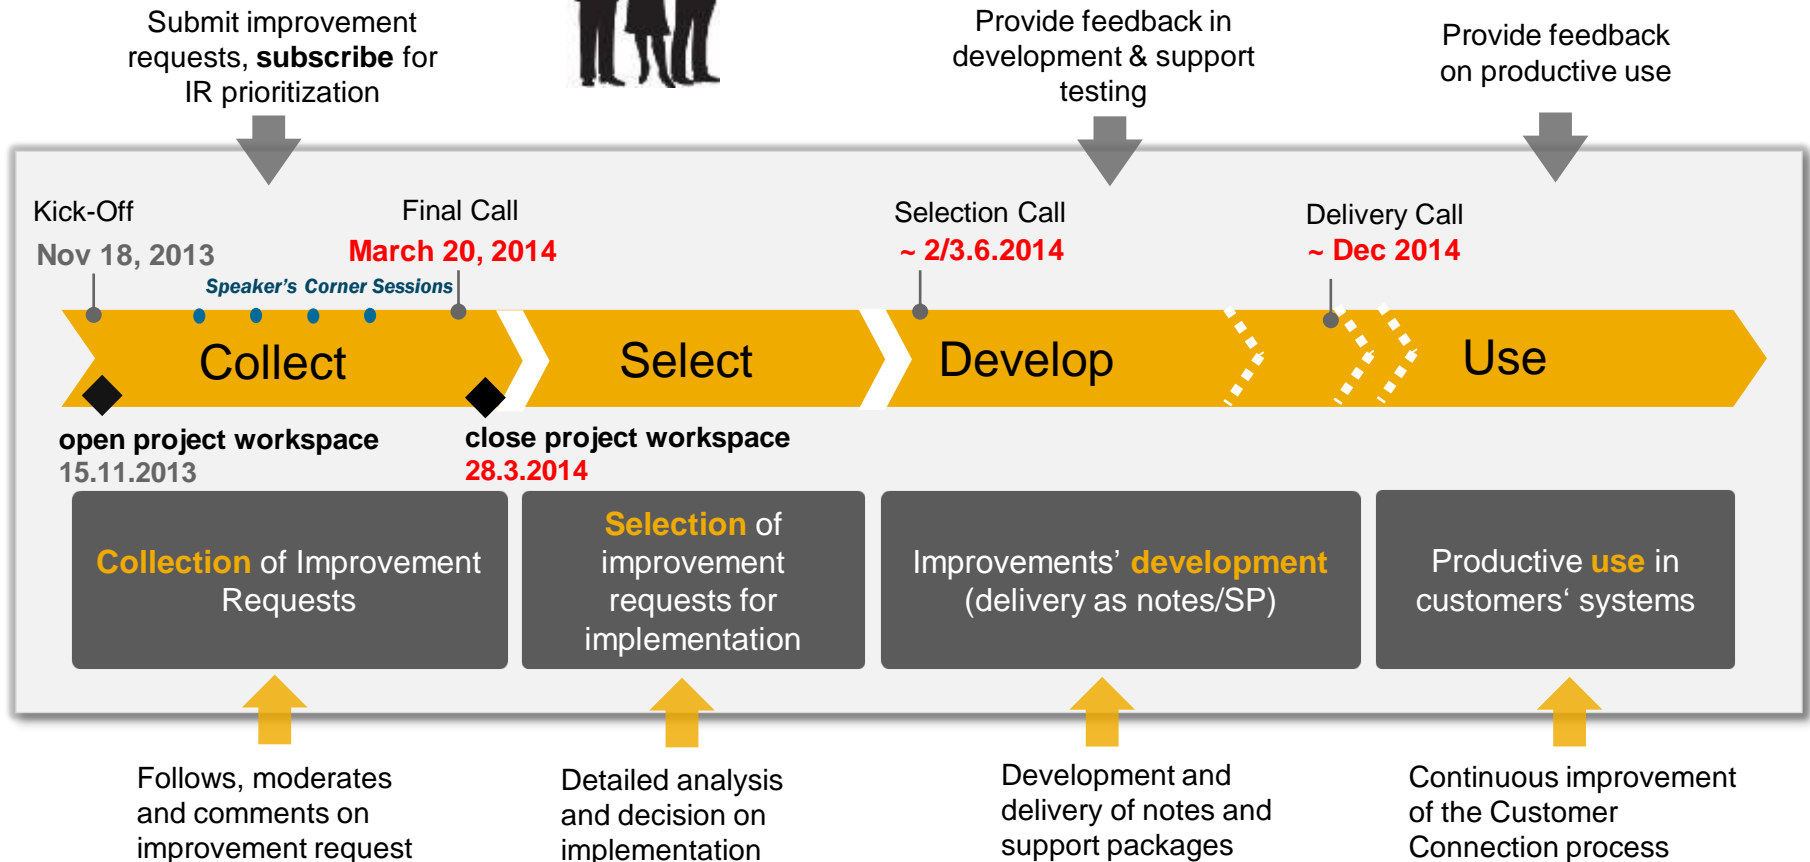 Submit improvement
requests, subscribe for
IR prioritization
Provide feedback in
development & support
testing
Provide feedback
on productive use
Kick-Off
Nov 18, 2013
Final Call
March 20, 2014
Selection Call
~ 2/3.6.2014
Delivery Call
~ Dec 2014
Speaker's Corner Sessions
Collect
Select
Develop
Use
open project workspace
15.11.2013
close project workspace
28.3.2014
Collection of Improvement
Requests
Selection of
improvement
requests for
implementation
Improvements’ development
(delivery as notes/SP)
Productive use in
customers‘ systems
Follows, moderates
and comments on
improvement request
Detailed analysis
and decision on
implementation
Development and
delivery of notes and
support packages
Continuous improvement
of the Customer
Connection process